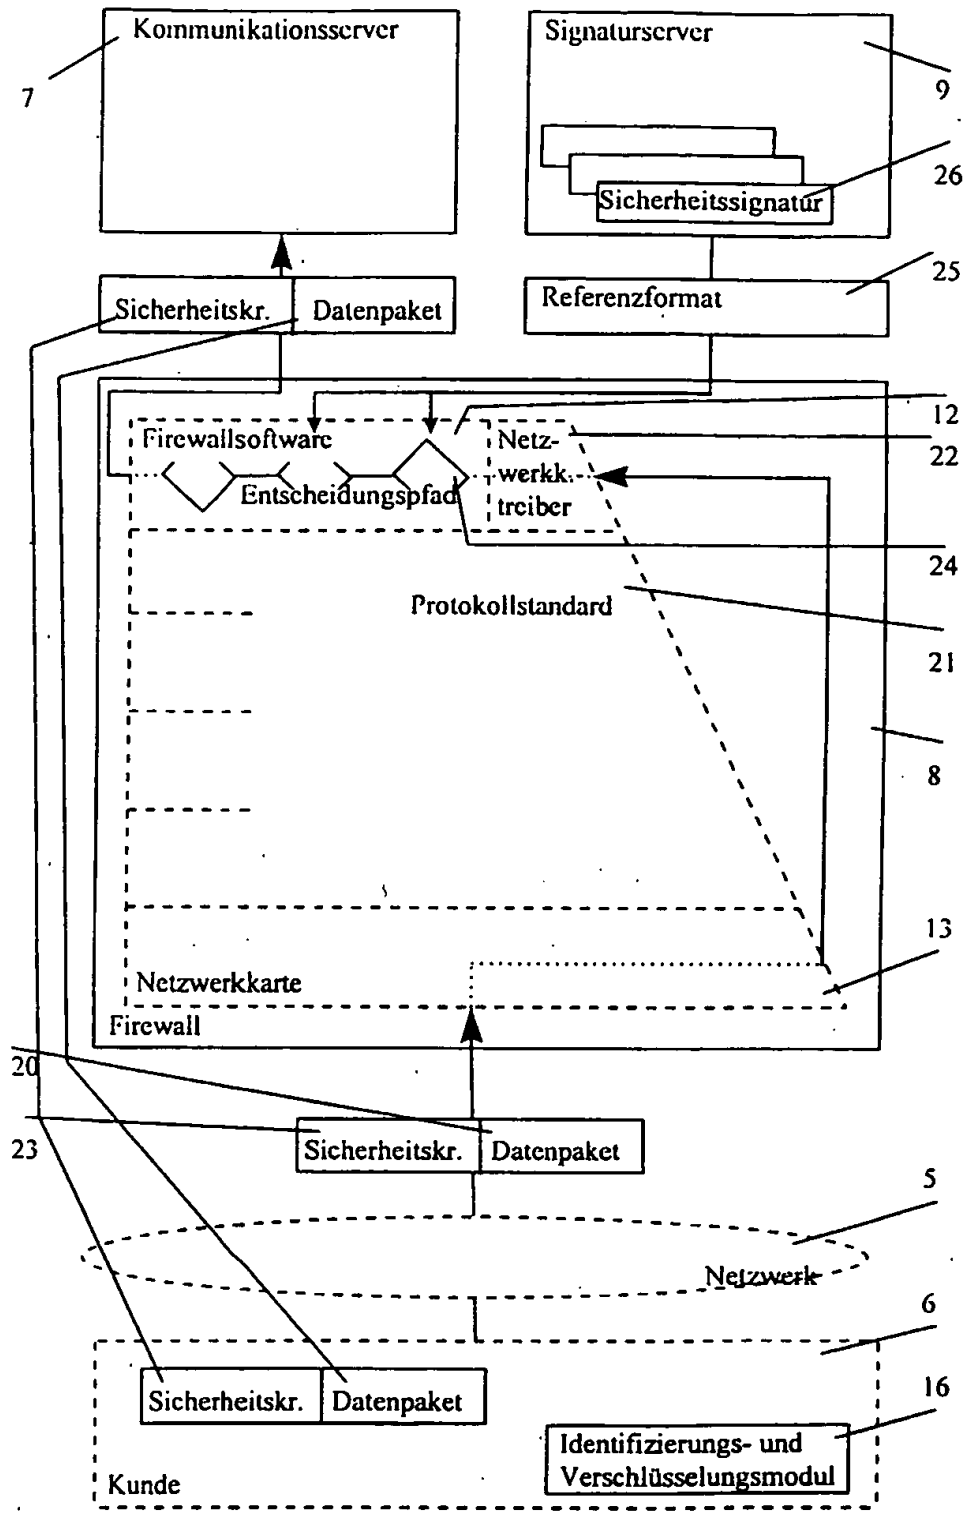 Kommunikationsserver
Signaturserver
7
9
26
Sicherheitssignatur
25
Sicherheitskr.
Datenpaket
Referenzformat
12
Firewallsoftware
Netz-
22
werkk.
Entscheidungspfad
treiber
24
Protokollstandard
21
8
13
Netzwerkkarte
Firewall
20
23
Sicherheitskr.
Datenpaket
5
Netzwerk
6
Sicherheitskr.
Datenpaket
16
Identifizierungs- und
Verschlüsselungsmodul
Kunde